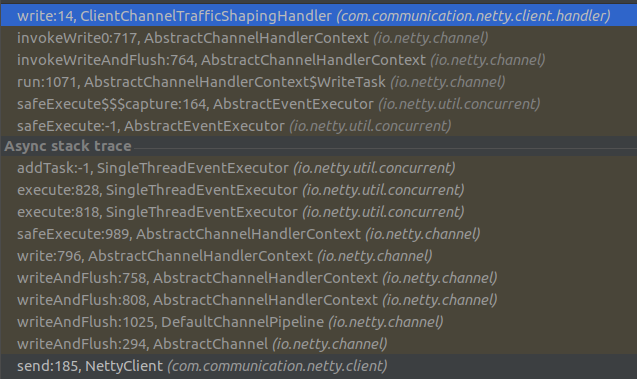 write:14, ClientChannelTrafficShapingHandler (com.communication.netty.client.handler)
invokeWrite0:717, AbstractChannelHandlerContext (io.netty.channel)
invokeWriteAndFlush:764, AbstractChannelHandlerContext (io.netty.channel)
run:1071, AbstractChannelHandlerContext$WriteTask (io.netty.channel)
safeExecute$$$capture:164, AbstractEventExecutor (io.netty.util.concurrent)
safeExecute:-1, AbstractEventExecutor (io.netty.util.concurrent)
Async stack trace
addTask:-1, SingleThreadEventExecutor (io.netty.util.concurrent)
execute:828, SingleThreadEventExecutor (io.netty.util.concurrent)
execute:818, SingleThreadEventExecutor (io.netty.util.concurrent)
safeExecute:989, AbstractChannelHandlerContext (io.netty.channel)
write:796, AbstractChannelHandlerContext (io.netty.channel)
writeAndFlush:758, AbstractChannelHandlerContext (io.netty.channel)
writeAndFlush:808, AbstractChannelHandlerContext (io.netty.channel)
writeAndFlush:1025, DefaultChannelPipeline (io.netty.channel)
writeAndFlush:294, AbstractChannel (io.netty.channel)
send:185, NettyClient (com.communication.netty.client)